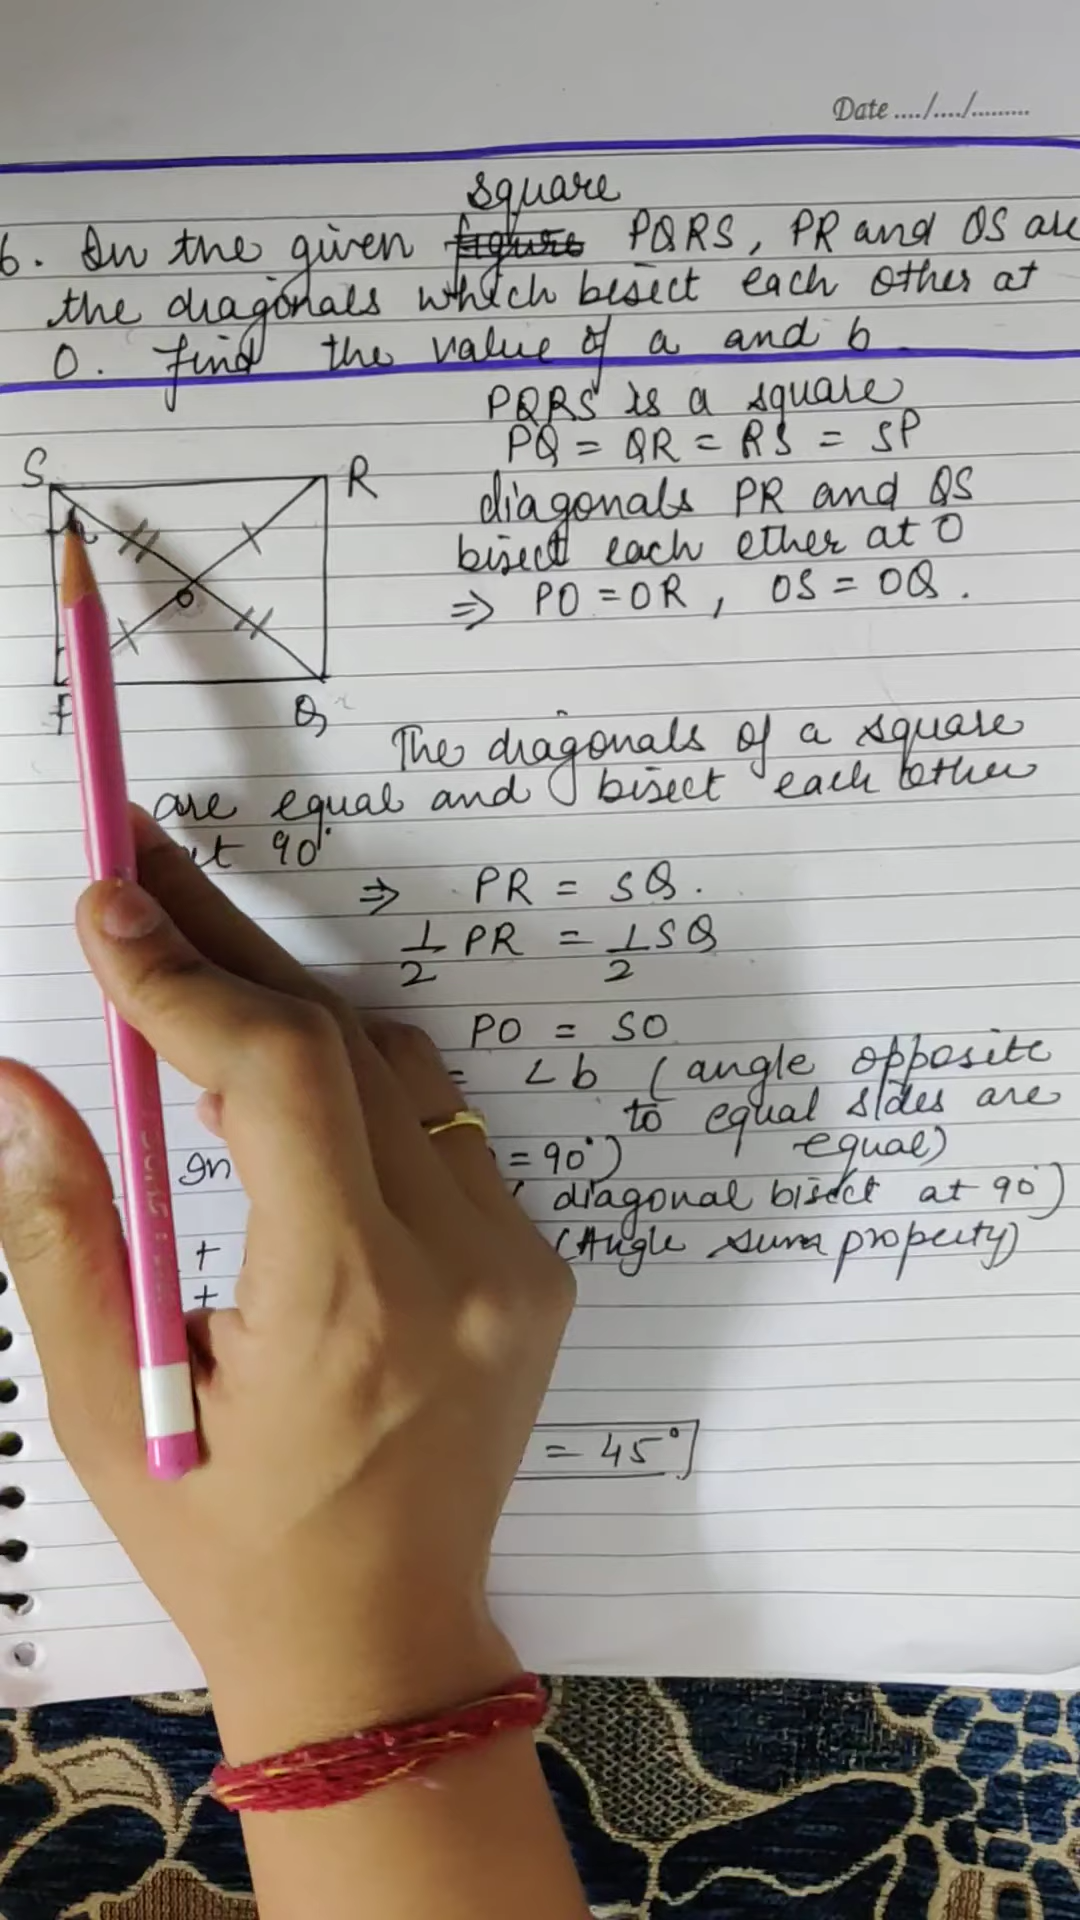 Date ..../..../.........
square
6. In the given figure PQRS, PR and QS are
the diagonals which bisect each other at
O. find the value of a and b.
PQRS is a square
PQ = QR = RS = SP
diagonals PR and QS
bisect each other at O
⇒ PO = OR , OS = OQ .
S
R
O
P
Q
The diagonals of a square
are equal and bisect each other
at 90°
⇒ PR = SQ .
1/2 PR = 1/2 SQ
PO = SO
= ∠b (angle opposite
to equal sides are
equal)
In = 90°)
( diagonal bisect at 90°)
+ (Angle sum property)
+
= 45°